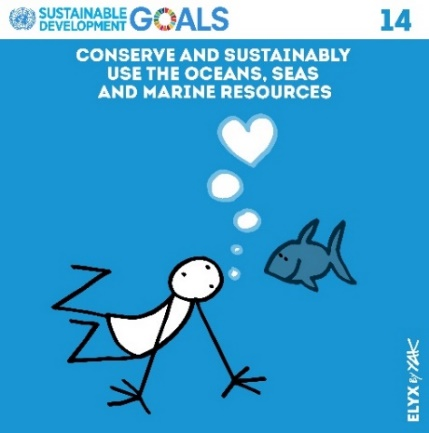 SUSTAINABLE
DEVELOPMENT GOALS
14
CONSERVE AND SUSTAINABLY
USE THE OCEANS, SEAS
AND MARINE RESOURCES
ELYX by YAK